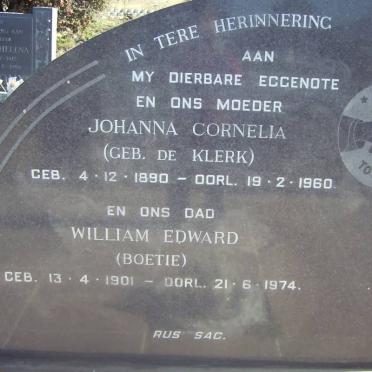 IN TERE HERINNERING
AAN
MY DIERBARE EGGENOTE
EN ONS MOEDER
JOHANNA CORNELIA
(GEB. DE KLERK)
GEB. 4·12·1890 – OORL. 19·2·1960
EN ONS DAD
WILLIAM EDWARD
(BOETIE)
GEB. 13·4·1901 – OORL. 21·6·1974.
RUS SAG.